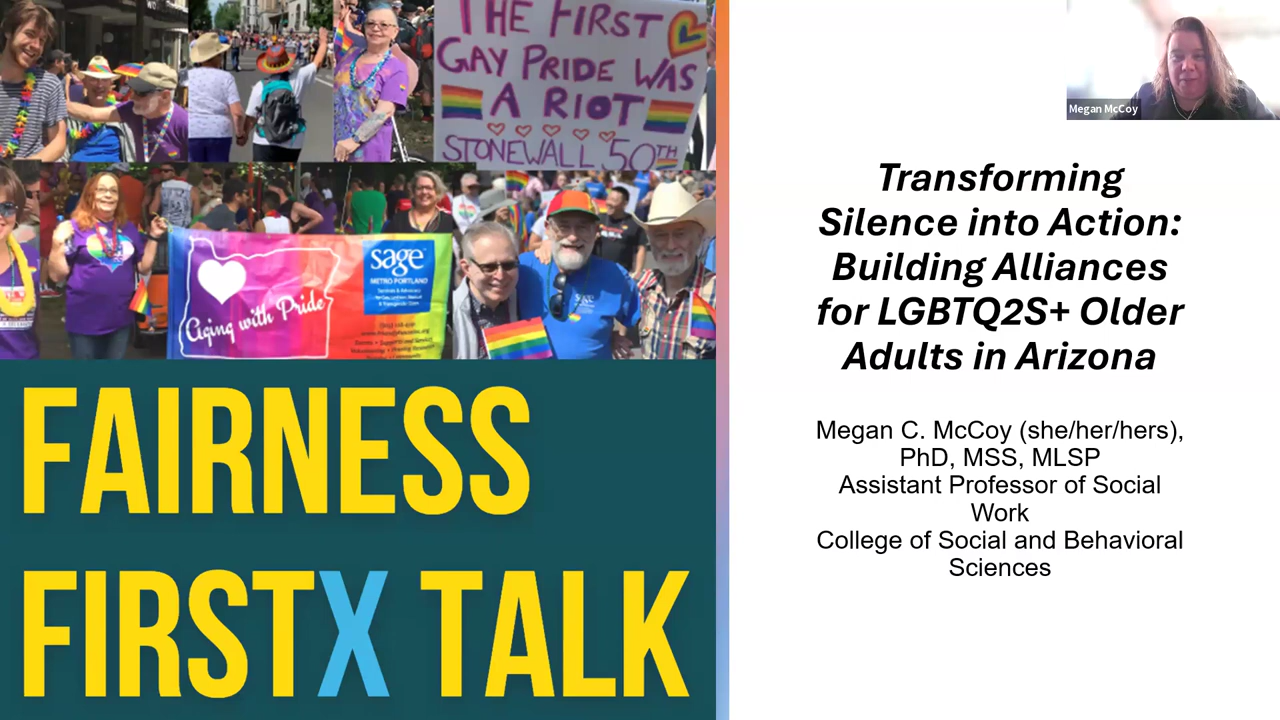 THE FIRST
GAY PRIDE WAS
A RIOT
STONEWALL 50TH
Aging with Pride
sage
METRO PORTLAND
FAIRNESS
FIRSTX TALK
Megan McCoy
Transforming
Silence into Action:
Building Alliances
for LGBTQ2S+ Older
Adults in Arizona
Megan C. McCoy (she/her/hers),
PhD, MSS, MLSP
Assistant Professor of Social
Work
College of Social and Behavioral
Sciences